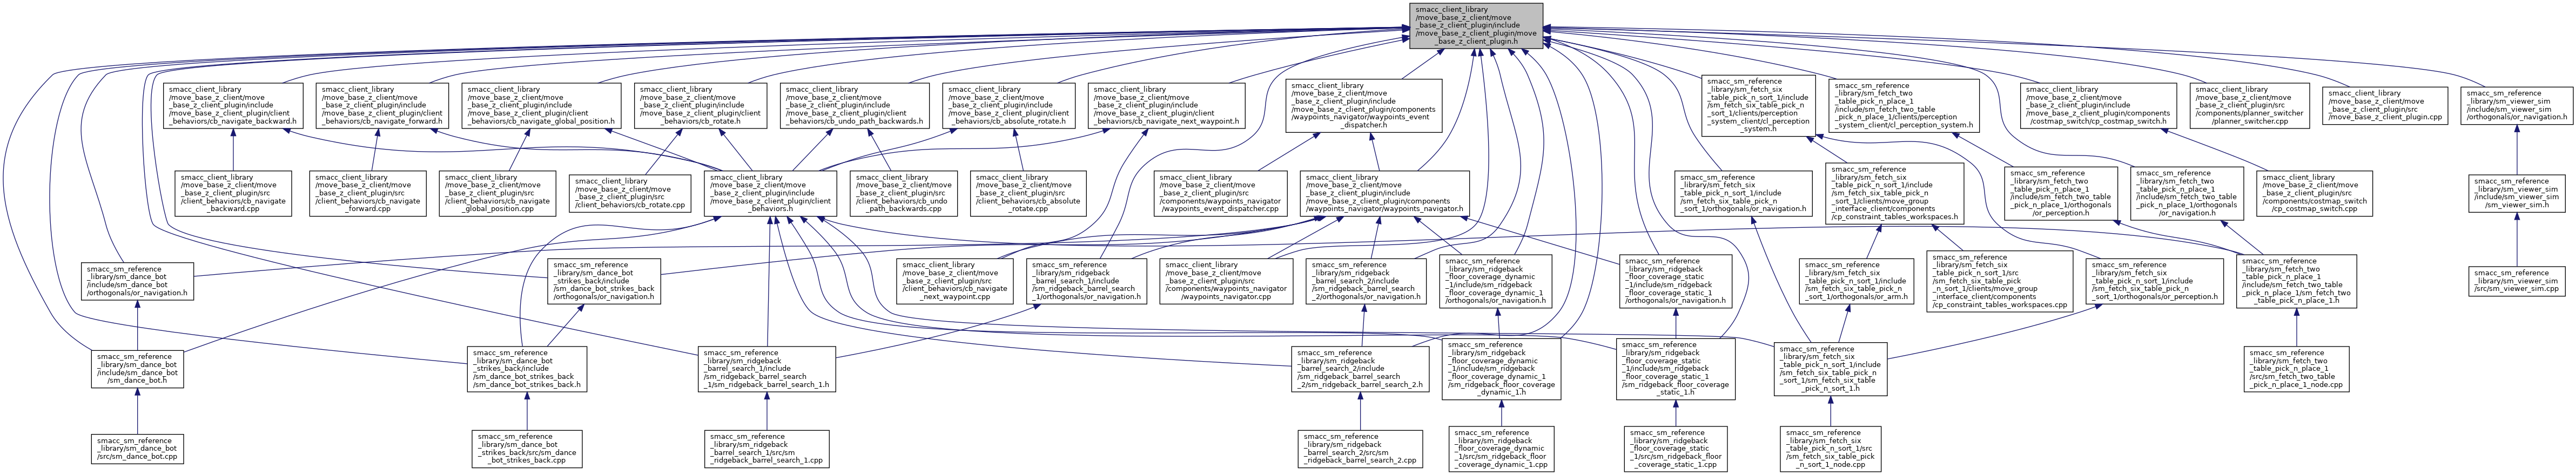 smacc_client_library
/move_base_z_client/move
_base_z_client_plugin/include
/move_base_z_client_plugin/move
_base_z_client_plugin.h
smacc_client_library
/move_base_z_client/move
_base_z_client_plugin/include
/move_base_z_client_plugin/client
_behaviors/cb_navigate_backward.h
smacc_client_library
/move_base_z_client/move
_base_z_client_plugin/include
/move_base_z_client_plugin/client
_behaviors/cb_navigate_forward.h
smacc_client_library
/move_base_z_client/move
_base_z_client_plugin/include
/move_base_z_client_plugin/client
_behaviors/cb_navigate_global_position.h
smacc_client_library
/move_base_z_client/move
_base_z_client_plugin/include
/move_base_z_client_plugin/client
_behaviors/cb_rotate.h
smacc_client_library
/move_base_z_client/move
_base_z_client_plugin/include
/move_base_z_client_plugin/client
_behaviors/cb_undo_path_backwards.h
smacc_client_library
/move_base_z_client/move
_base_z_client_plugin/include
/move_base_z_client_plugin/client
_behaviors/cb_absolute_rotate.h
smacc_client_library
/move_base_z_client/move
_base_z_client_plugin/include
/move_base_z_client_plugin/client
_behaviors/cb_navigate_next_waypoint.h
smacc_client_library
/move_base_z_client/move
_base_z_client_plugin/include
/move_base_z_client_plugin/components
/waypoints_navigator/waypoints_event
_dispatcher.h
smacc_sm_reference
_library/sm_fetch_six
_table_pick_n_sort_1/include
/sm_fetch_six_table_pick_n
_sort_1/clients/perception
_system_client/cl_perception
_system.h
smacc_sm_reference
_library/sm_fetch_two
_table_pick_n_place_1
/include/sm_fetch_two_table
_pick_n_place_1/clients/perception
_system_client/cl_perception_system.h
smacc_client_library
/move_base_z_client/move
_base_z_client_plugin/include
/move_base_z_client_plugin/components
/costmap_switch/cp_costmap_switch.h
smacc_client_library
/move_base_z_client/move
_base_z_client_plugin/src
/components/planner_switcher
/planner_switcher.cpp
smacc_client_library
/move_base_z_client/move
_base_z_client_plugin/src
/move_base_z_client_plugin.cpp
smacc_sm_reference
_library/sm_viewer_sim
/include/sm_viewer_sim
/orthogonals/or_navigation.h
smacc_client_library
/move_base_z_client/move
_base_z_client_plugin/src
/client_behaviors/cb_navigate
_backward.cpp
smacc_client_library
/move_base_z_client/move
_base_z_client_plugin/src
/client_behaviors/cb_navigate
_forward.cpp
smacc_client_library
/move_base_z_client/move
_base_z_client_plugin/src
/client_behaviors/cb_navigate
_global_position.cpp
smacc_client_library
/move_base_z_client/move
_base_z_client_plugin/src
/client_behaviors/cb_rotate.cpp
smacc_client_library
/move_base_z_client/move
_base_z_client_plugin/include
/move_base_z_client_plugin/client
_behaviors.h
smacc_client_library
/move_base_z_client/move
_base_z_client_plugin/src
/client_behaviors/cb_undo
_path_backwards.cpp
smacc_client_library
/move_base_z_client/move
_base_z_client_plugin/src
/client_behaviors/cb_absolute
_rotate.cpp
smacc_client_library
/move_base_z_client/move
_base_z_client_plugin/src
/components/waypoints_navigator
/waypoints_event_dispatcher.cpp
smacc_client_library
/move_base_z_client/move
_base_z_client_plugin/include
/move_base_z_client_plugin/components
/waypoints_navigator/waypoints_navigator.h
smacc_sm_reference
_library/sm_fetch_six
_table_pick_n_sort_1/include
/sm_fetch_six_table_pick_n
_sort_1/orthogonals/or_navigation.h
smacc_sm_reference
_library/sm_fetch_six
_table_pick_n_sort_1/include
/sm_fetch_six_table_pick_n
_sort_1/clients/move_group
_interface_client/components
/cp_constraint_tables_workspaces.h
smacc_sm_reference
_library/sm_fetch_two
_table_pick_n_place_1
/include/sm_fetch_two_table
_pick_n_place_1/orthogonals
/or_perception.h
smacc_sm_reference
_library/sm_fetch_two
_table_pick_n_place_1
/include/sm_fetch_two_table
_pick_n_place_1/orthogonals
/or_navigation.h
smacc_client_library
/move_base_z_client/move
_base_z_client_plugin/src
/components/costmap_switch
/cp_costmap_switch.cpp
smacc_sm_reference
_library/sm_viewer_sim
/include/sm_viewer_sim
/sm_viewer_sim.h
smacc_sm_reference
_library/sm_dance_bot
/include/sm_dance_bot
/orthogonals/or_navigation.h
smacc_sm_reference
_library/sm_dance_bot
_strikes_back/include
/sm_dance_bot_strikes_back
/orthogonals/or_navigation.h
smacc_client_library
/move_base_z_client/move
_base_z_client_plugin/src
/client_behaviors/cb_navigate
_next_waypoint.cpp
smacc_sm_reference
_library/sm_ridgeback
_barrel_search_1/include
/sm_ridgeback_barrel_search
_1/orthogonals/or_navigation.h
smacc_client_library
/move_base_z_client/move
_base_z_client_plugin/src
/components/waypoints_navigator
/waypoints_navigator.cpp
smacc_sm_reference
_library/sm_ridgeback
_barrel_search_2/include
/sm_ridgeback_barrel_search
_2/orthogonals/or_navigation.h
smacc_sm_reference
_library/sm_ridgeback
_floor_coverage_dynamic
_1/include/sm_ridgeback
_floor_coverage_dynamic_1
/orthogonals/or_navigation.h
smacc_sm_reference
_library/sm_ridgeback
_floor_coverage_static
_1/include/sm_ridgeback
_floor_coverage_static_1
/orthogonals/or_navigation.h
smacc_sm_reference
_library/sm_fetch_six
_table_pick_n_sort_1/include
/sm_fetch_six_table_pick_n
_sort_1/orthogonals/or_arm.h
smacc_sm_reference
_library/sm_fetch_six
_table_pick_n_sort_1/src
/sm_fetch_six_table_pick
_n_sort_1/clients/move_group
_interface_client/components
/cp_constraint_tables_workspaces.cpp
smacc_sm_reference
_library/sm_fetch_six
_table_pick_n_sort_1/include
/sm_fetch_six_table_pick_n
_sort_1/orthogonals/or_perception.h
smacc_sm_reference
_library/sm_fetch_two
_table_pick_n_place_1
/include/sm_fetch_two_table
_pick_n_place_1/sm_fetch_two
_table_pick_n_place_1.h
smacc_sm_reference
_library/sm_viewer_sim
/src/sm_viewer_sim.cpp
smacc_sm_reference
_library/sm_dance_bot
/include/sm_dance_bot
/sm_dance_bot.h
smacc_sm_reference
_library/sm_dance_bot
_strikes_back/include
/sm_dance_bot_strikes_back
/sm_dance_bot_strikes_back.h
smacc_sm_reference
_library/sm_ridgeback
_barrel_search_1/include
/sm_ridgeback_barrel_search
_1/sm_ridgeback_barrel_search_1.h
smacc_sm_reference
_library/sm_ridgeback
_barrel_search_2/include
/sm_ridgeback_barrel_search
_2/sm_ridgeback_barrel_search_2.h
smacc_sm_reference
_library/sm_ridgeback
_floor_coverage_dynamic
_1/include/sm_ridgeback
_floor_coverage_dynamic_1
/sm_ridgeback_floor_coverage
_dynamic_1.h
smacc_sm_reference
_library/sm_ridgeback
_floor_coverage_static
_1/include/sm_ridgeback
_floor_coverage_static_1
/sm_ridgeback_floor_coverage
_static_1.h
smacc_sm_reference
_library/sm_fetch_six
_table_pick_n_sort_1/include
/sm_fetch_six_table_pick_n
_sort_1/sm_fetch_six_table
_pick_n_sort_1.h
smacc_sm_reference
_library/sm_fetch_two
_table_pick_n_place_1
/src/sm_fetch_two_table
_pick_n_place_1_node.cpp
smacc_sm_reference
_library/sm_dance_bot
/src/sm_dance_bot.cpp
smacc_sm_reference
_library/sm_dance_bot
_strikes_back/src/sm_dance
_bot_strikes_back.cpp
smacc_sm_reference
_library/sm_ridgeback
_barrel_search_1/src/sm
_ridgeback_barrel_search_1.cpp
smacc_sm_reference
_library/sm_ridgeback
_barrel_search_2/src/sm
_ridgeback_barrel_search_2.cpp
smacc_sm_reference
_library/sm_ridgeback
_floor_coverage_dynamic
_1/src/sm_ridgeback_floor
_coverage_dynamic_1.cpp
smacc_sm_reference
_library/sm_ridgeback
_floor_coverage_static
_1/src/sm_ridgeback_floor
_coverage_static_1.cpp
smacc_sm_reference
_library/sm_fetch_six
_table_pick_n_sort_1/src
/sm_fetch_six_table_pick
_n_sort_1_node.cpp